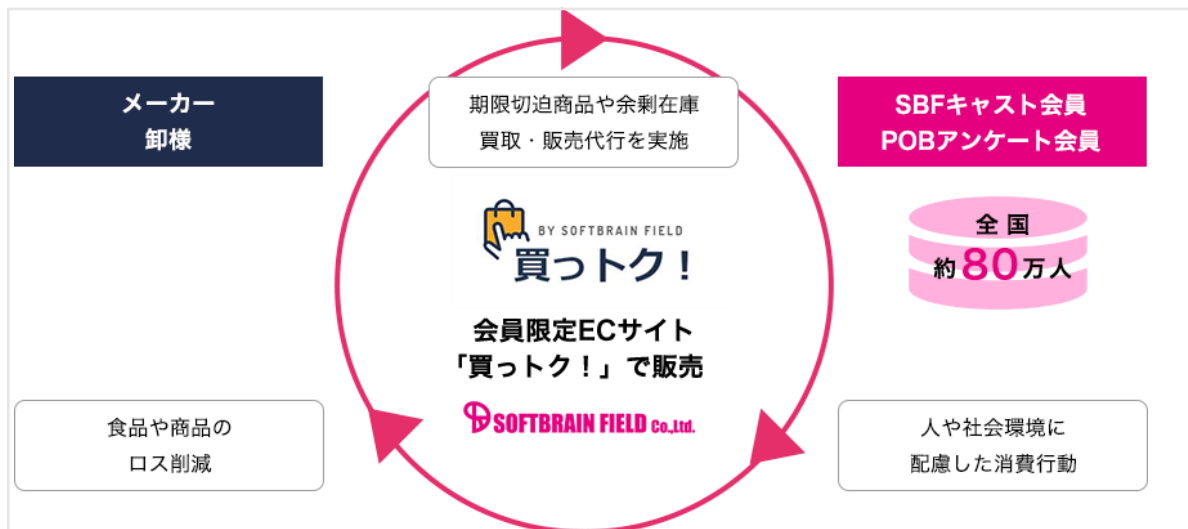 メーカー
卸様
期限切迫商品や余剰在庫
買取・販売代行を実施
SBFキャスト会員
POBアンケート会員
BY SOFTBRAIN FIELD
買っトク！
会員限定ECサイト
「買っトク！」で販売
SOFTBRAIN FIELD Co.,Ltd.
全国
約80万人
食品や商品の
ロス削減
人や社会環境に
配慮した消費行動